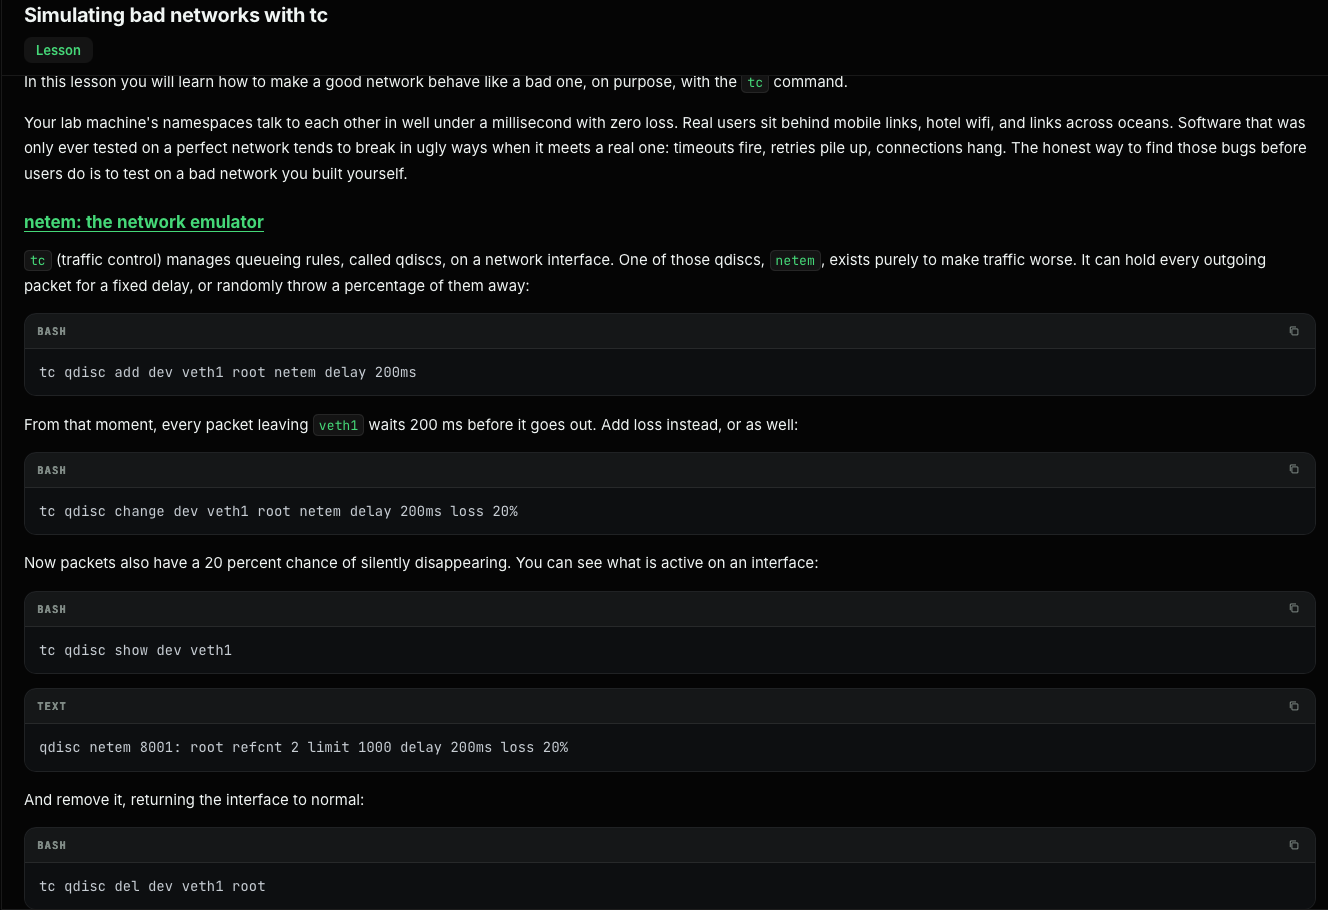 Simulating bad networks with tc
Lesson
In this lesson you will learn how to make a good network behave like a bad one, on purpose, with the tc command.
Your lab machine's namespaces talk to each other in well under a millisecond with zero loss. Real users sit behind mobile links, hotel wifi, and links across oceans. Software that was
only ever tested on a perfect network tends to break in ugly ways when it meets a real one: timeouts fire, retries pile up, connections hang. The honest way to find those bugs before
users do is to test on a bad network you built yourself.
netem: the network emulator
tc (traffic control) manages queueing rules, called qdiscs, on a network interface. One of those qdiscs, netem, exists purely to make traffic worse. It can hold every outgoing
packet for a fixed delay, or randomly throw a percentage of them away:
BASH
tc qdisc add dev veth1 root netem delay 200ms
From that moment, every packet leaving veth1 waits 200 ms before it goes out. Add loss instead, or as well:
BASH
tc qdisc change dev veth1 root netem delay 200ms loss 20%
Now packets also have a 20 percent chance of silently disappearing. You can see what is active on an interface:
BASH
tc qdisc show dev veth1
TEXT
qdisc netem 8001: root refcnt 2 limit 1000 delay 200ms loss 20%
And remove it, returning the interface to normal:
BASH
tc qdisc del dev veth1 root